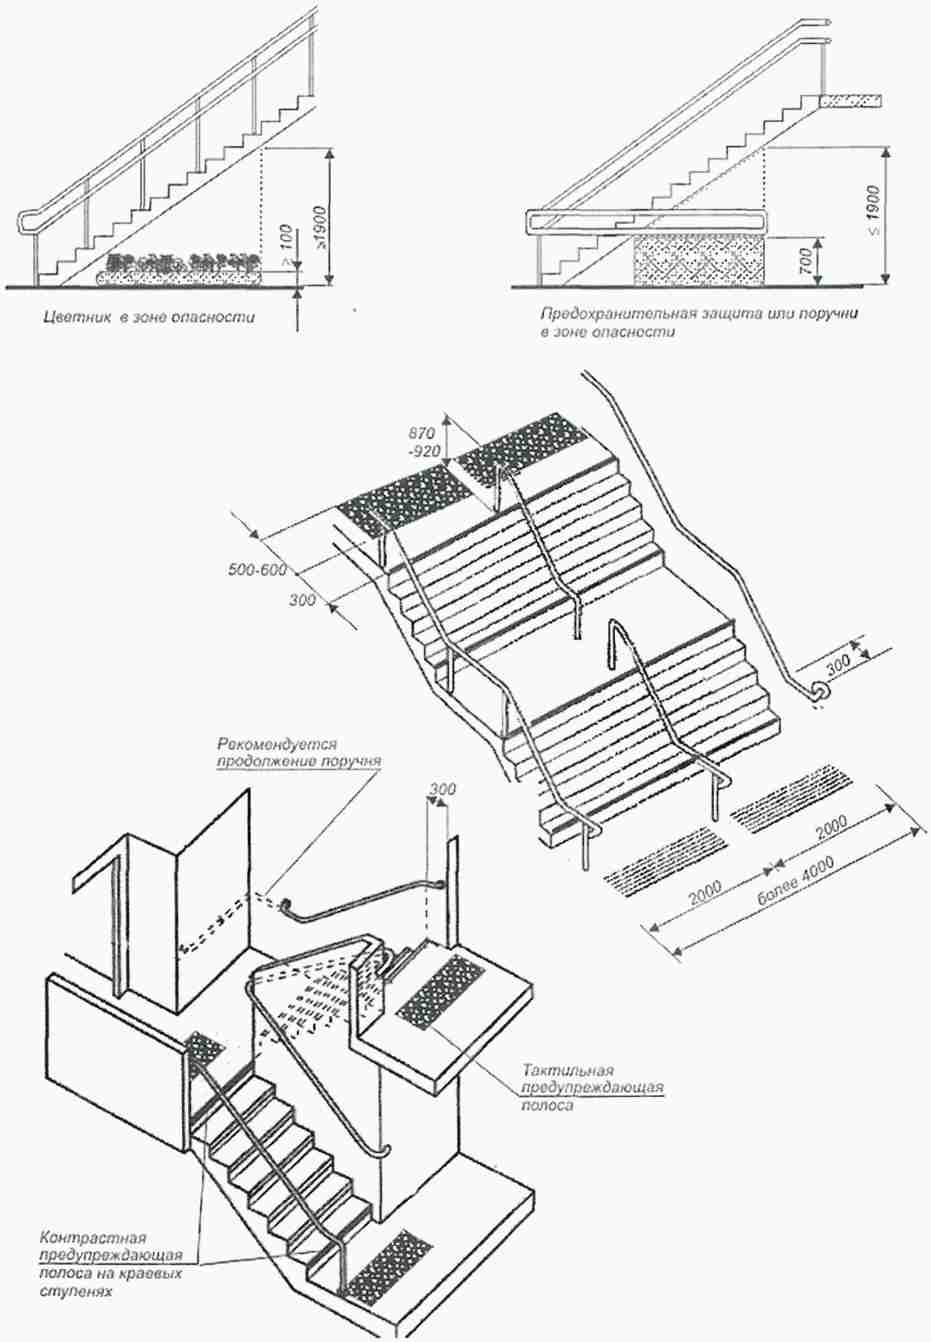 ≥100
≥1900
Цветник в зоне опасности
700
≤ 1900
Предохранительная защита или поручни
в зоне опасности
870
-920
500-600
300
300
2000
2000
более 4000
Рекомендуется
продолжение поручня
300
Тактильная
предупреждающая
полоса
Контрастная
предупреждающая
полоса на краевых
ступенях